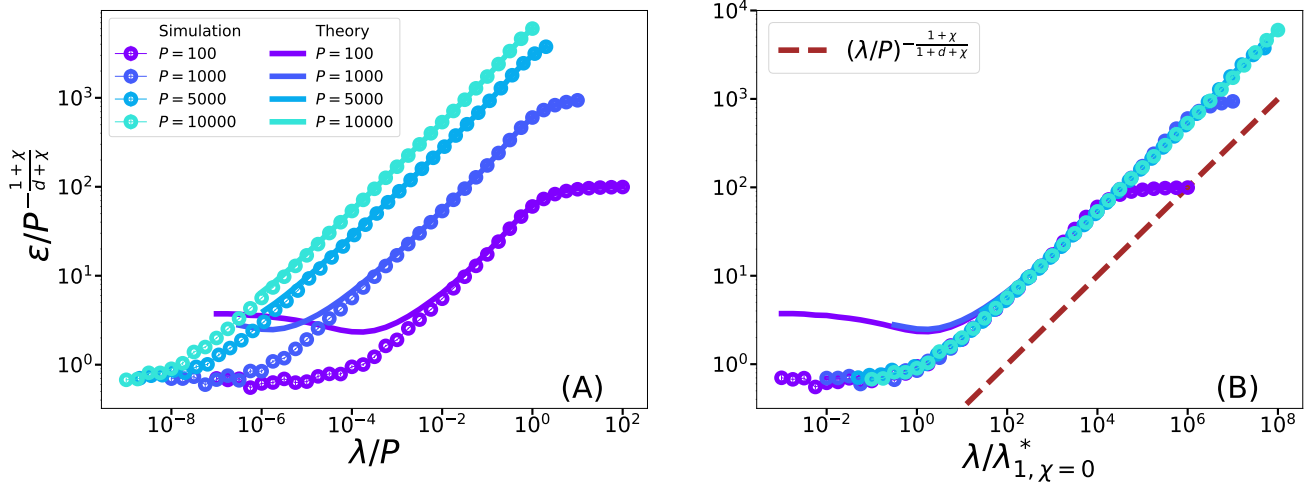 Simulation Theory
P = 100 P = 100
P = 1000 P = 1000
P = 5000 P = 5000
P = 10000 P = 10000
ε/P^{-\frac{1+χ}{d+χ}}
10^3
10^2
10^1
10^0
10^{-8} 10^{-6} 10^{-4} 10^{-2} 10^0 10^2
λ/P
(A)
(λ/P)^{-\frac{1+χ}{1+d+χ}}
10^4
10^3
10^2
10^1
10^0
10^{-2} 10^0 10^2 10^4 10^6 10^8
λ/λ^*_{1, χ=0}
(B)